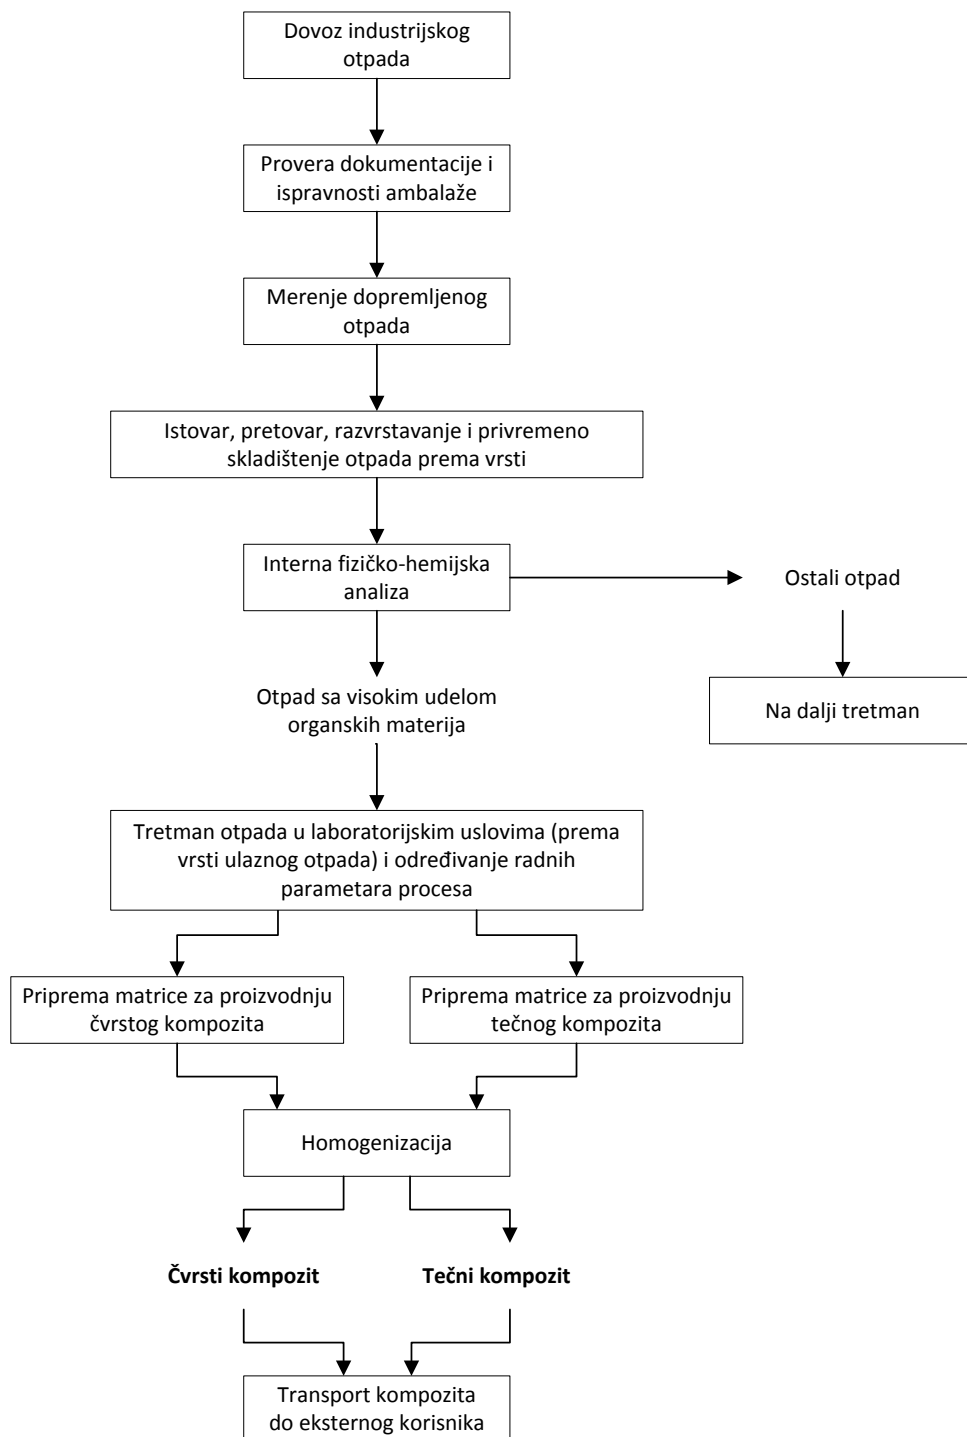 Dovoz industrijskog
otpada
Provera dokumentacije i
ispravnosti ambalaže
Merenje dopremljenog
otpada
Istovar, pretovar, razvrstavanje i privremeno
skladištenje otpada prema vrsti
Interna fizičko-hemijska
analiza
Ostali otpad
Na dalji tretman
Otpad sa visokim udelom
organskih materija
Tretman otpada u laboratorijskim uslovima (prema
vrsti ulaznog otpada) i određivanje radnih
parametara procesa
Priprema matrice za proizvodnju
čvrstog kompozita
Priprema matrice za proizvodnju
tečnog kompozita
Homogenizacija
Čvrsti kompozit
Tečni kompozit
Transport kompozita
do eksternog korisnika